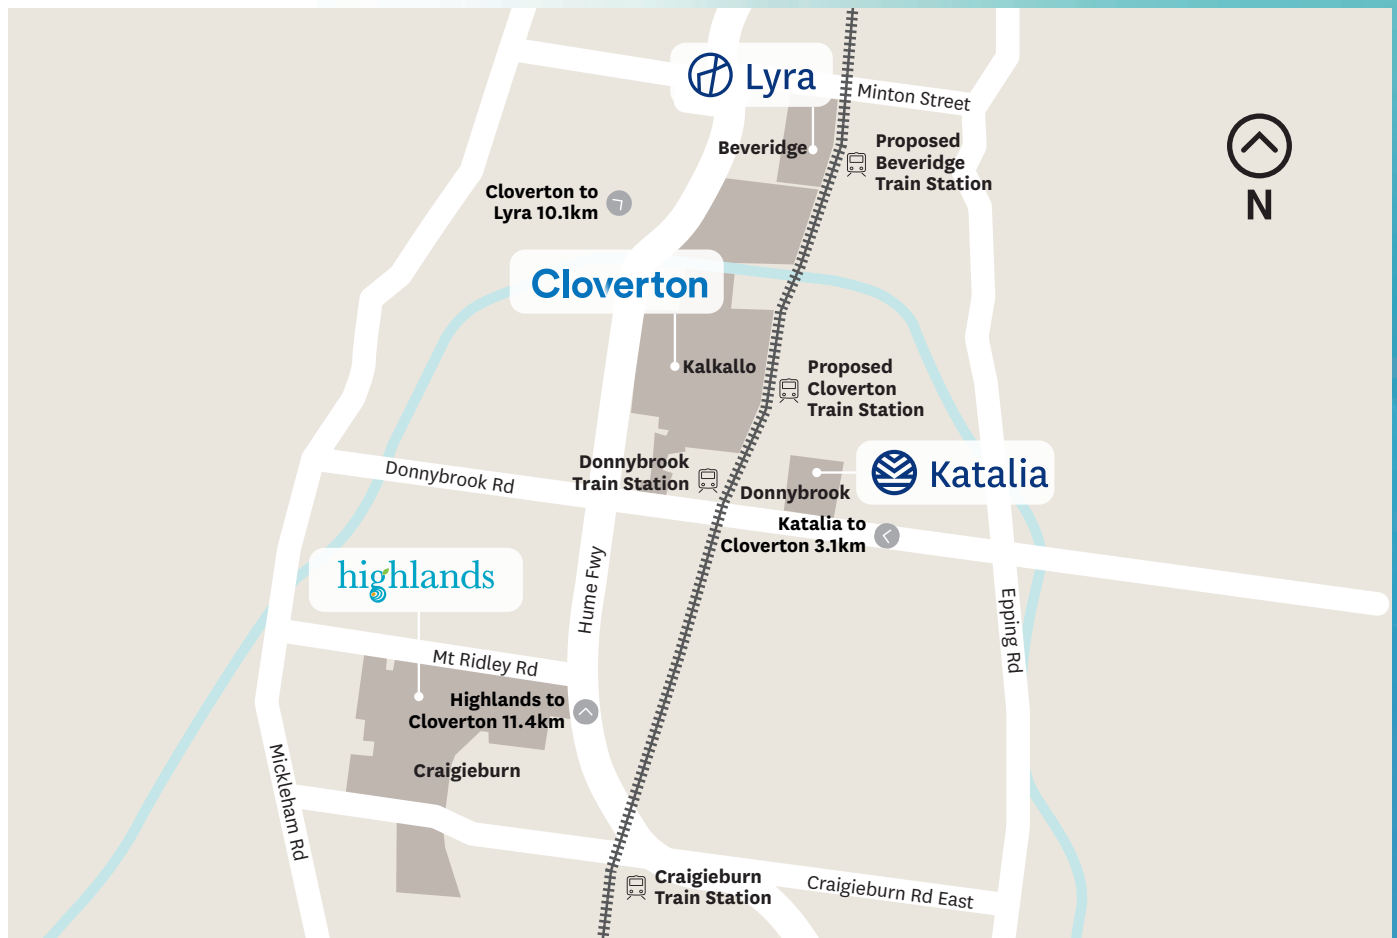 Lyra
Minton Street
Beveridge
Proposed
Beveridge
Train Station
N
Cloverton to
Lyra 10.1km
Cloverton
Kalkallo
Proposed
Cloverton
Train Station
Donnybrook
Train Station
Donnybrook Rd
Katalia
Donnybrook
Katalia to
Cloverton 3.1km
highlands
Hume Fwy
Epping Rd
Mt Ridley Rd
Highlands to
Cloverton 11.4km
Craigieburn
Mickleham Rd
Craigieburn
Train Station
Craigieburn Rd East